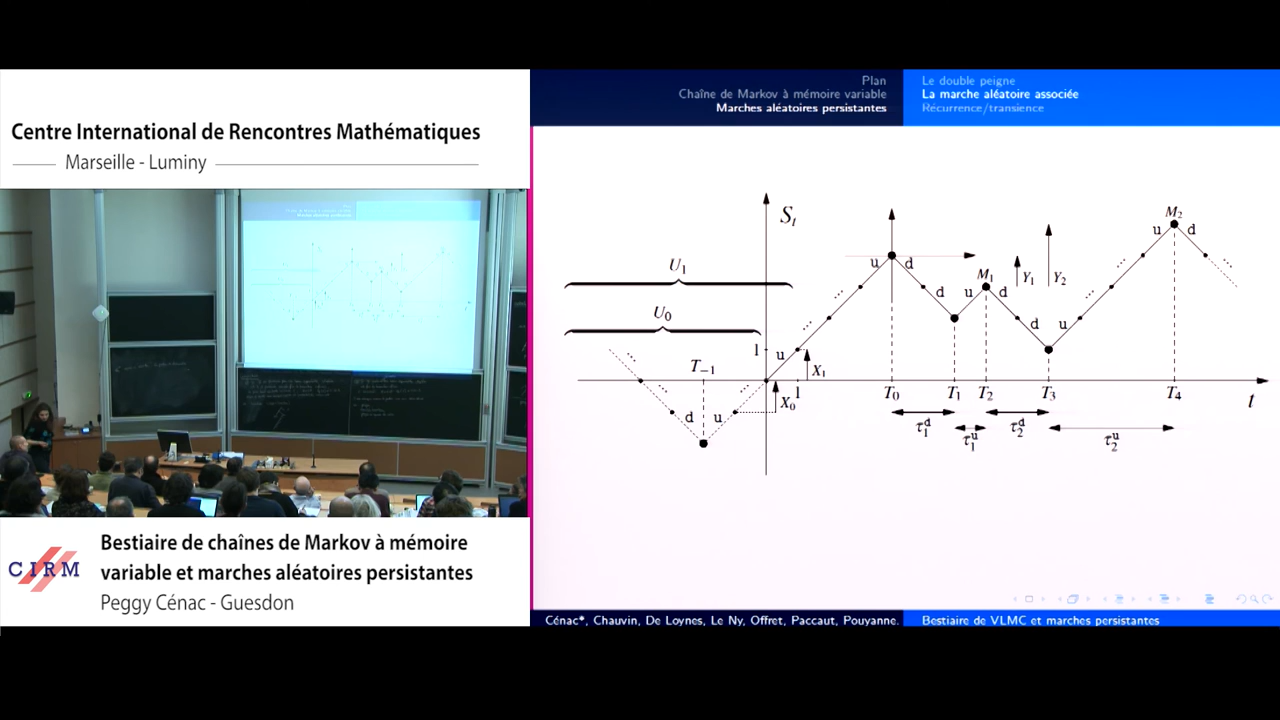 Centre International de Rencontres Mathématiques
Marseille - Luminy
CIRM
Bestiaire de chaînes de Markov à mémoire
variable et marches aléatoires persistantes
Peggy Cénac - Guesdon
Plan
Chaîne de Markov à mémoire variable
Marches aléatoires persistantes
Le double peigne
La marche aléatoire associée
Récurrence/transience
S_t
M_2
u d
U_1
u d
M_1
Y_1 Y_2
d u d
U_0
d u
1 u
X_1
T_{-1}
1 T_0 T_1 T_2 T_3 T_4 t
X_0
d u
τ_1^d τ_1^u τ_2^d τ_2^u
Cénac*, Chauvin, De Loynes, Le Ny, Offret, Paccaut, Pouyanne.
Bestiaire de VLMC et marches persistantes